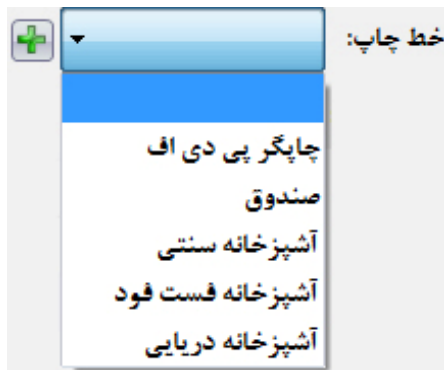 خط چاپ:
چاپگر پی دی اف
صندوق
آشپزخانه سنتی
آشپزخانه فست فود
آشپزخانه دریایی